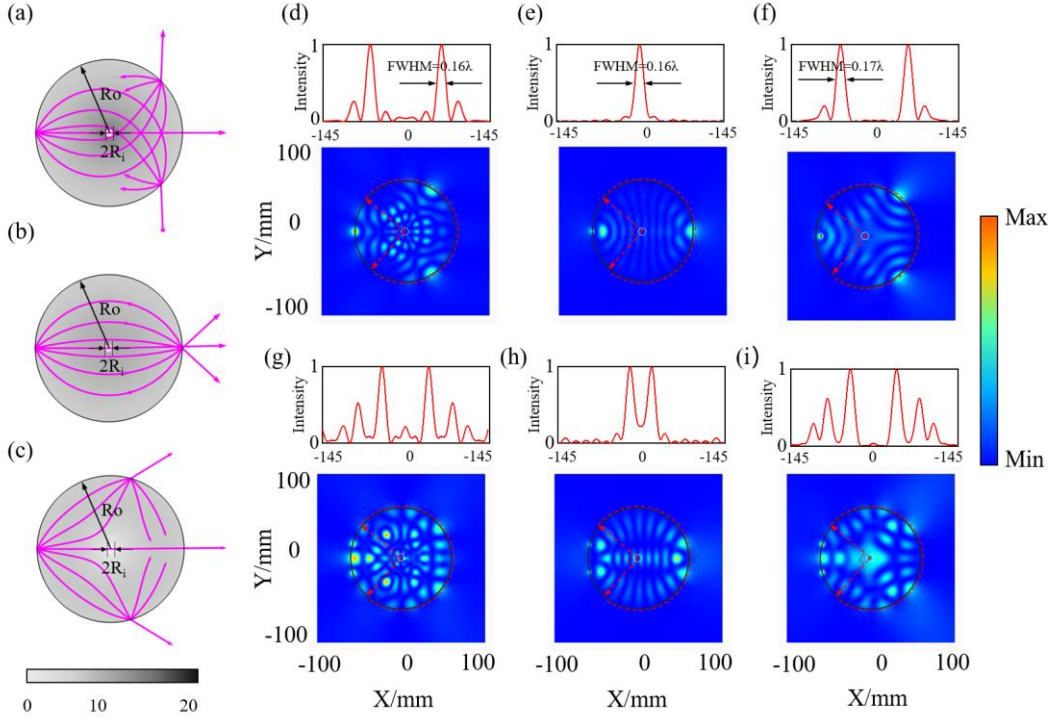 (a)
Ro
2Ri
(b)
Ro
2Ri
(c)
Ro
2Ri
0 10 20
(d)
Intensity
1
0
FWHM=0.16λ
-145 0 -145
(e)
Intensity
1
0
FWHM=0.16λ
-145 0 -145
(f)
Intensity
1
0
FWHM=0.17λ
-145 0 -145
100
0
-100
Y/mm
Max
Min
(g)
Intensity
1
0
-145 0 -145
(h)
Intensity
1
0
-145 0 -145
(i)
Intensity
1
0
-145 0 -145
100
0
-100
Y/mm
-100 0 100
X/mm
-100 0 100
X/mm
-100 0 100
X/mm